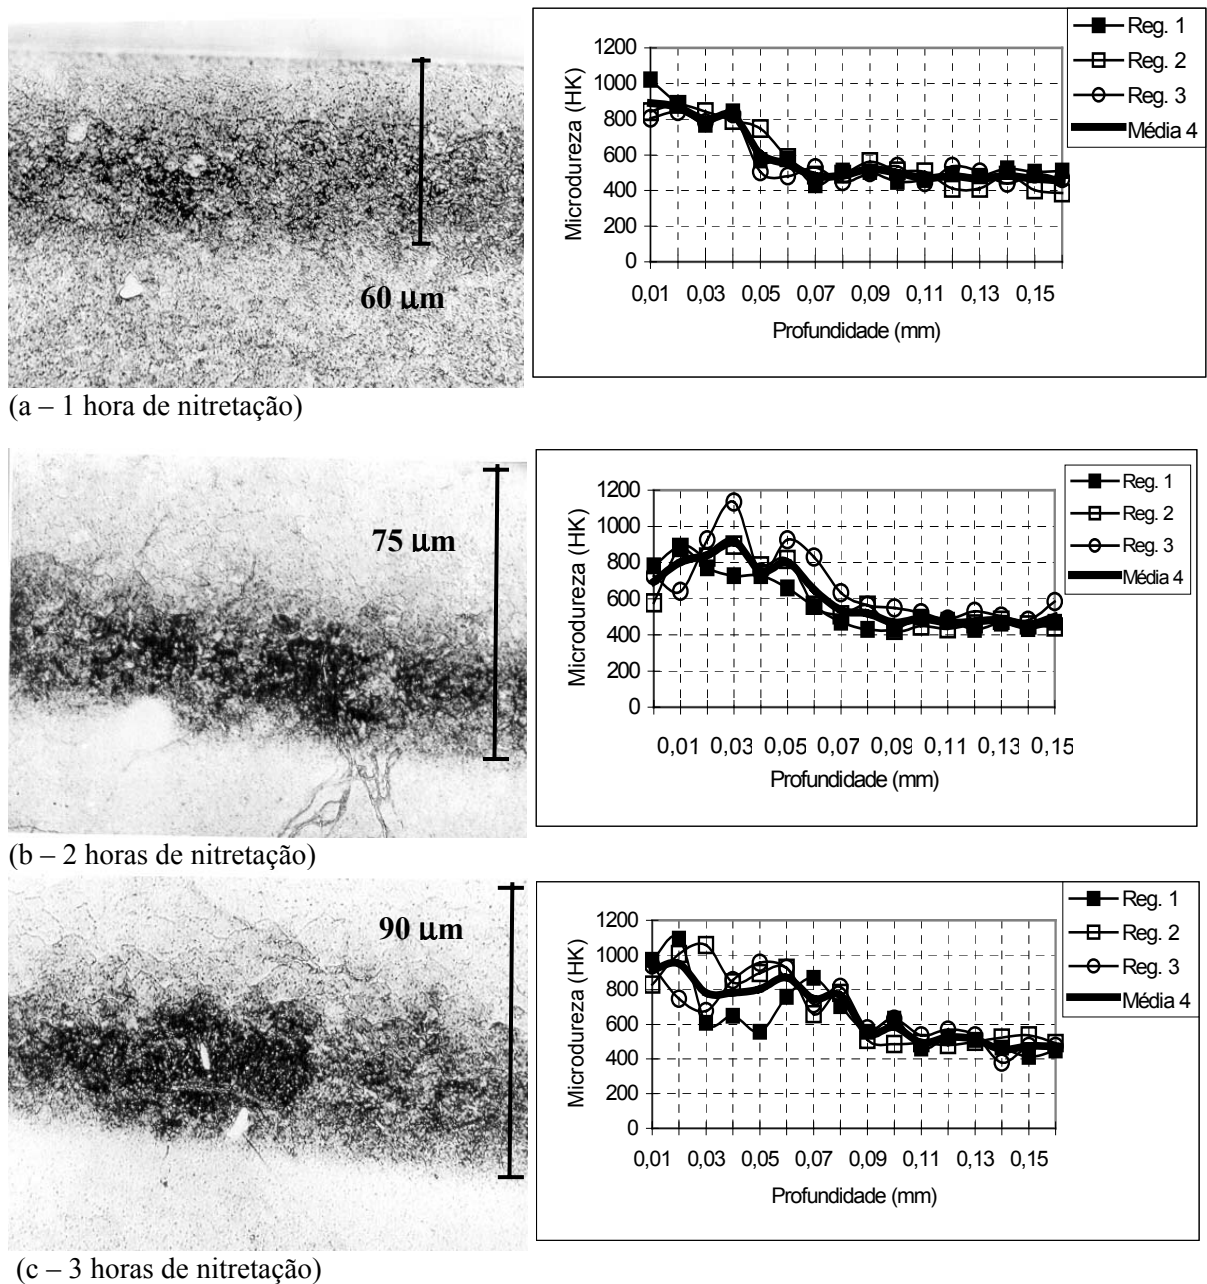 60 µm
Reg. 1
Reg. 2
Reg. 3
Média 4
Microdureza (HK)
1200
1000
800
600
400
200
0
0,01 0,03 0,05 0,07 0,09 0,11 0,13 0,15
Profundidade (mm)
(a – 1 hora de nitretação)
75 µm
Reg. 1
Reg. 2
Reg. 3
Média 4
Microdureza (HK)
1200
1000
800
600
400
200
0
0,01 0,03 0,05 0,07 0,09 0,11 0,13 0,15
Profundidade (mm)
(b – 2 horas de nitretação)
90 µm
Reg. 1
Reg. 2
Reg. 3
Média 4
Microdureza (HK)
1200
1000
800
600
400
200
0
0,01 0,03 0,05 0,07 0,09 0,11 0,13 0,15
Profundidade (mm)
(c – 3 horas de nitretação)